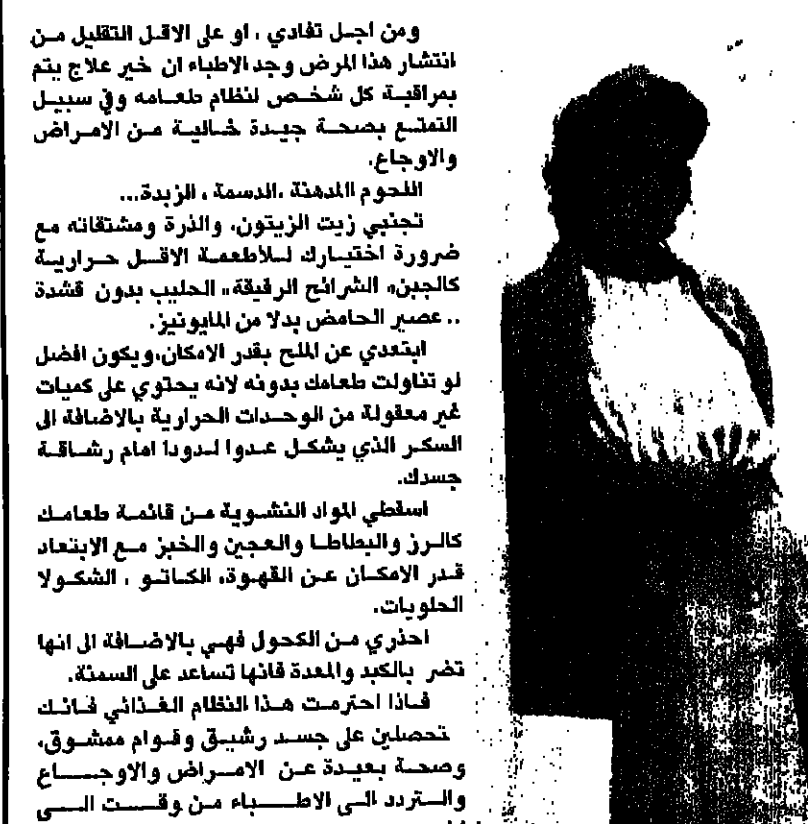 ومن اجل تفادي ، او على الاقل التقليل من
انتشار هذا المرض وجد الاطباء ان خير علاج يتم
بمراقبة كل شخص لنظام طعامه وفي سبيل
التمتع بصحة جيدة خالية من الامراض
والاوجاع.
اللحوم المدهنة ،الدسمة ، الزبدة...
تجنبي زيت الزيتون، والذرة ومشتقاته مع
ضرورة اختيارك للأطعمة الاقل حرارية
كالجبن، الشرائح الرقيقة، الحليب بدون قشدة
.. عصير الحامض بدلا من المايونيز.
ابتعدي عن الملح بقدر الامكان،ويكون افضل
لو تناولت طعامك بدونه لانه يحتوي على كميات
غير معقولة من الوحدات الحرارية بالاضافة الى
السكر الذي يشكل عدوا لدودا امام رشاقة
جسدك.
اسقطي المواد النشوية من قائمة طعامك
كالرز والبطاطا والعجين والخبز مع الابتعاد
قدر الامكان عن القهوة، الكاتو ، الشكولا
الحلويات.
احذري من الكحول فهي بالاضافة الى انها
تضر بالكبد والمعدة فانها تساعد على السمنة.
فاذا احترمت هذا النظام الغذائي فانك
تحصلين على جسد رشيق وقوام ممشوق،
وصحة بعيدة عن الامراض والاوجاع
والتردد الى الاطباء من وقت الى